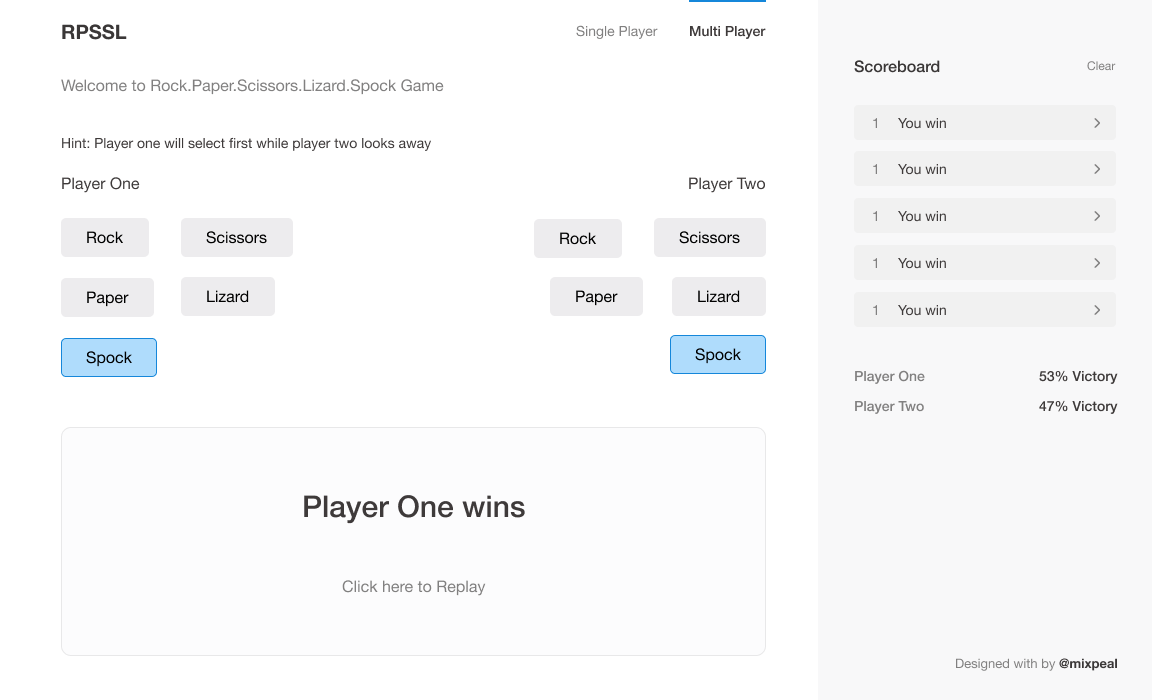 RPSSL
Single Player
Multi Player
Welcome to Rock.Paper.Scissors.Lizard.Spock Game
Hint: Player one will select first while player two looks away
Player One
Player Two
Rock
Scissors
Rock
Scissors
Paper
Lizard
Paper
Lizard
Spock
Spock
Player One wins
Click here to Replay
Scoreboard
Clear
1 You win
1 You win
1 You win
1 You win
1 You win
Player One 53% Victory
Player Two 47% Victory
Designed with by @mixpeal